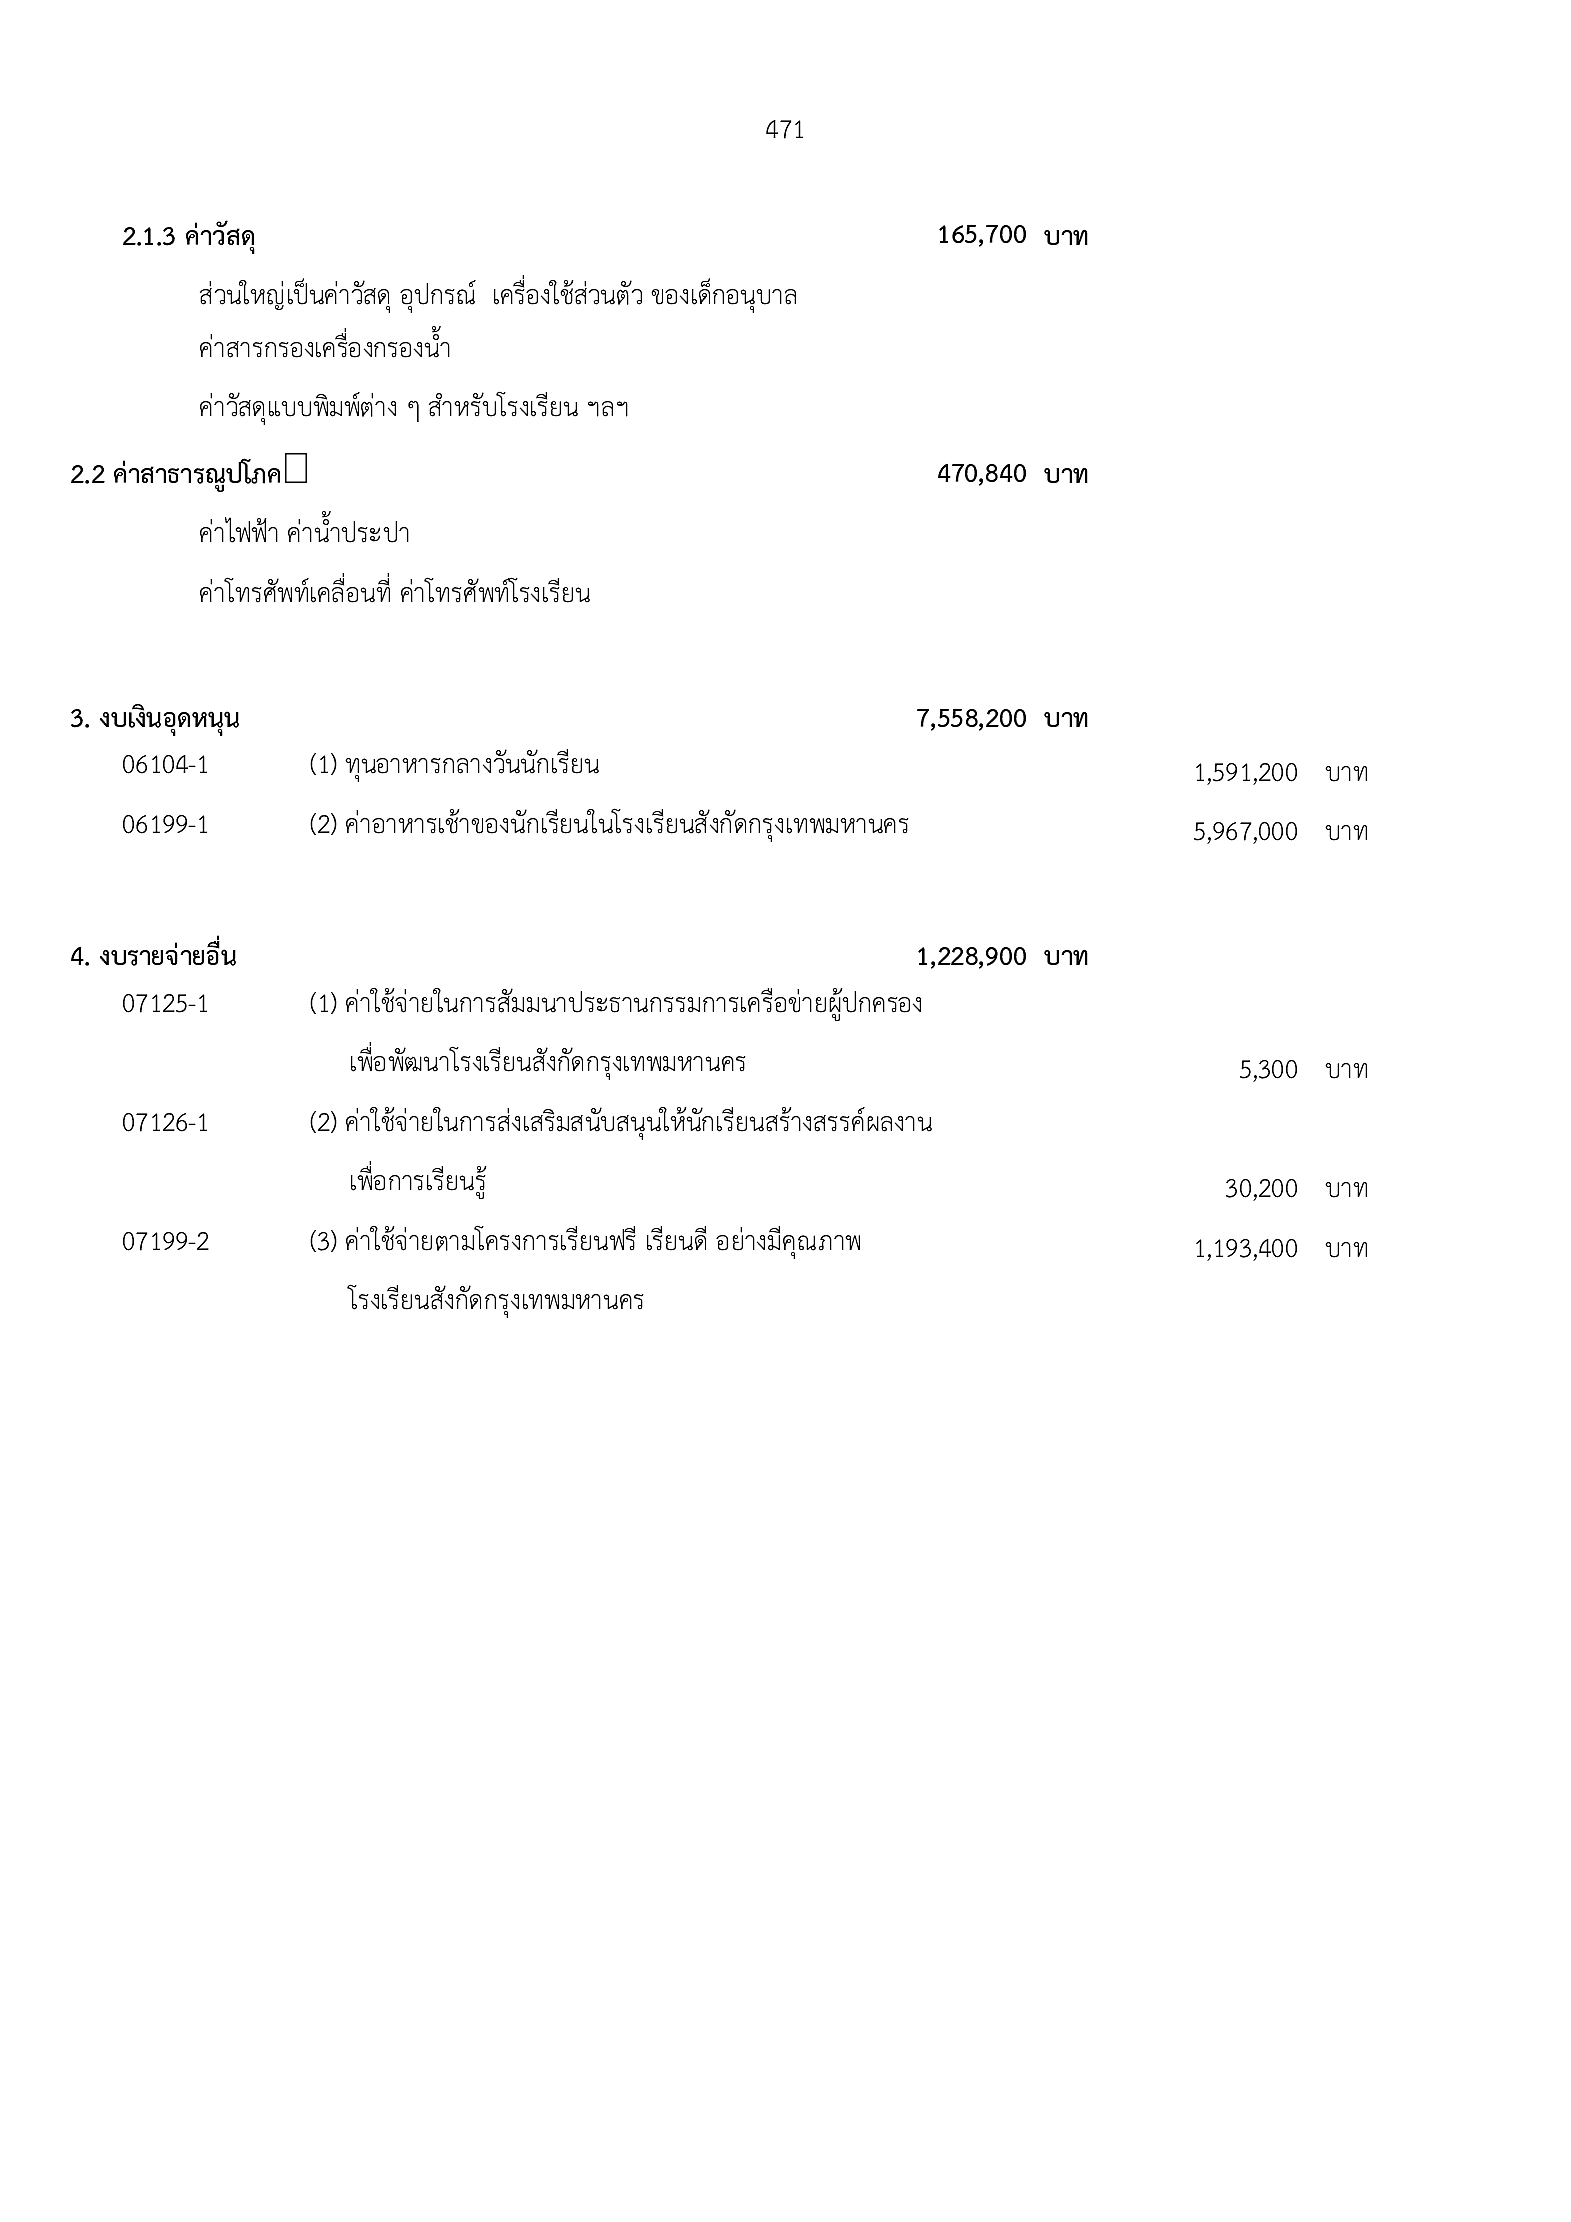 471
2.1.3 ค่าวัสดุ 165,700 บาท
ส่วนใหญ่เป็นค่าวัสดุ อุปกรณ์ เครื่องใช้ส่วนตัว ของเด็กอนุบาล
ค่าสารกรองเครื่องกรองน้ำ
ค่าวัสดุแบบพิมพ์ต่าง ๆ สำหรับโรงเรียน ฯลฯ
2.2 ค่าสาธารณูปโภค 470,840 บาท
ค่าไฟฟ้า ค่าน้ำประปา
ค่าโทรศัพท์เคลื่อนที่ ค่าโทรศัพท์โรงเรียน
3. งบเงินอุดหนุน 7,558,200 บาท
06104-1 (1) ทุนอาหารกลางวันนักเรียน 1,591,200 บาท
06199-1 (2) ค่าอาหารเช้าของนักเรียนในโรงเรียนสังกัดกรุงเทพมหานคร 5,967,000 บาท
4. งบรายจ่ายอื่น 1,228,900 บาท
07125-1 (1) ค่าใช้จ่ายในการสัมมนาประธานกรรมการเครือข่ายผู้ปกครอง
เพื่อพัฒนาโรงเรียนสังกัดกรุงเทพมหานคร 5,300 บาท
07126-1 (2) ค่าใช้จ่ายในการส่งเสริมสนับสนุนให้นักเรียนสร้างสรรค์ผลงาน
เพื่อการเรียนรู้ 30,200 บาท
07199-2 (3) ค่าใช้จ่ายตามโครงการเรียนฟรี เรียนดี อย่างมีคุณภาพ 1,193,400 บาท
โรงเรียนสังกัดกรุงเทพมหานคร